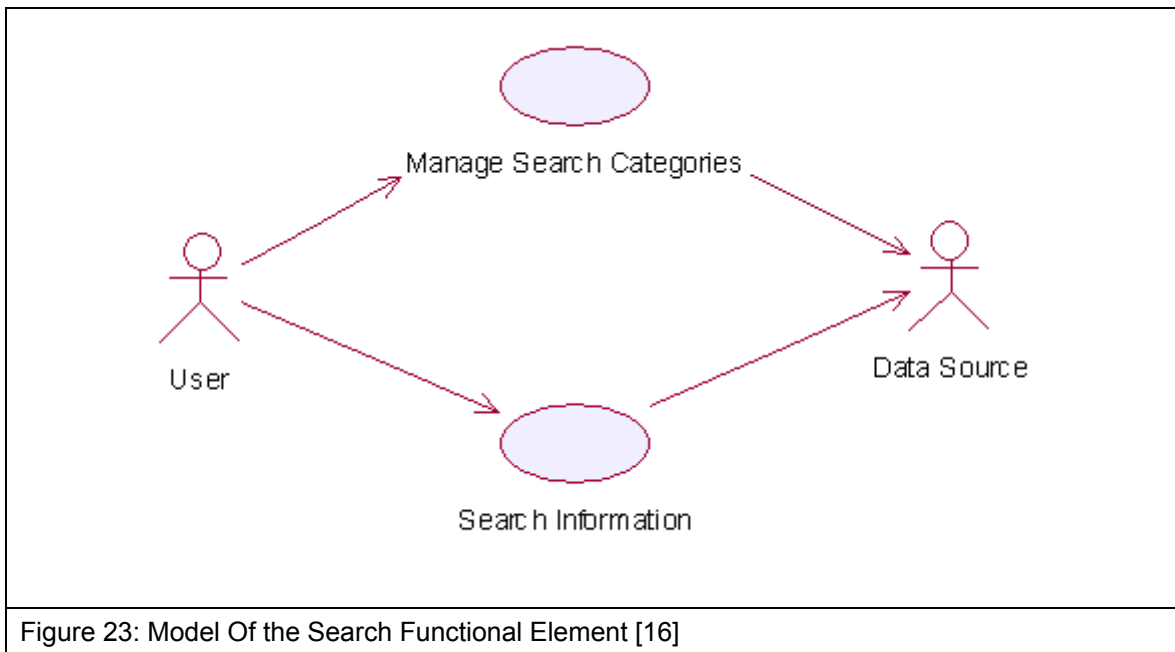 Manage Search Categories
User
Data Source
Search Information
Figure 23: Model Of the Search Functional Element [16]